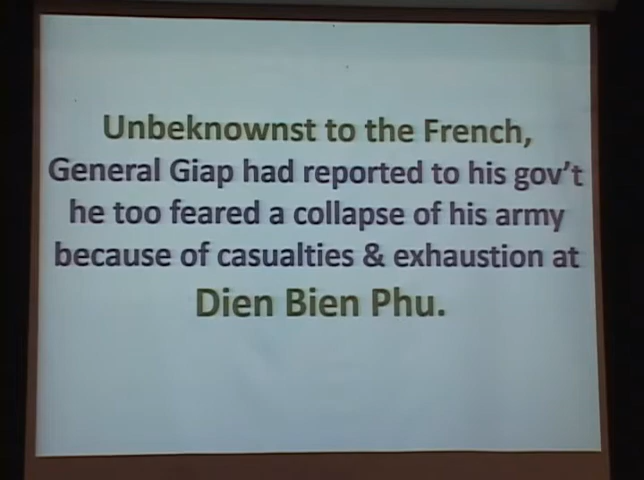 Unbeknownst to the French,
General Giap had reported to his gov't
he too feared a collapse of his army
because of casualties & exhaustion at
Dien Bien Phu.